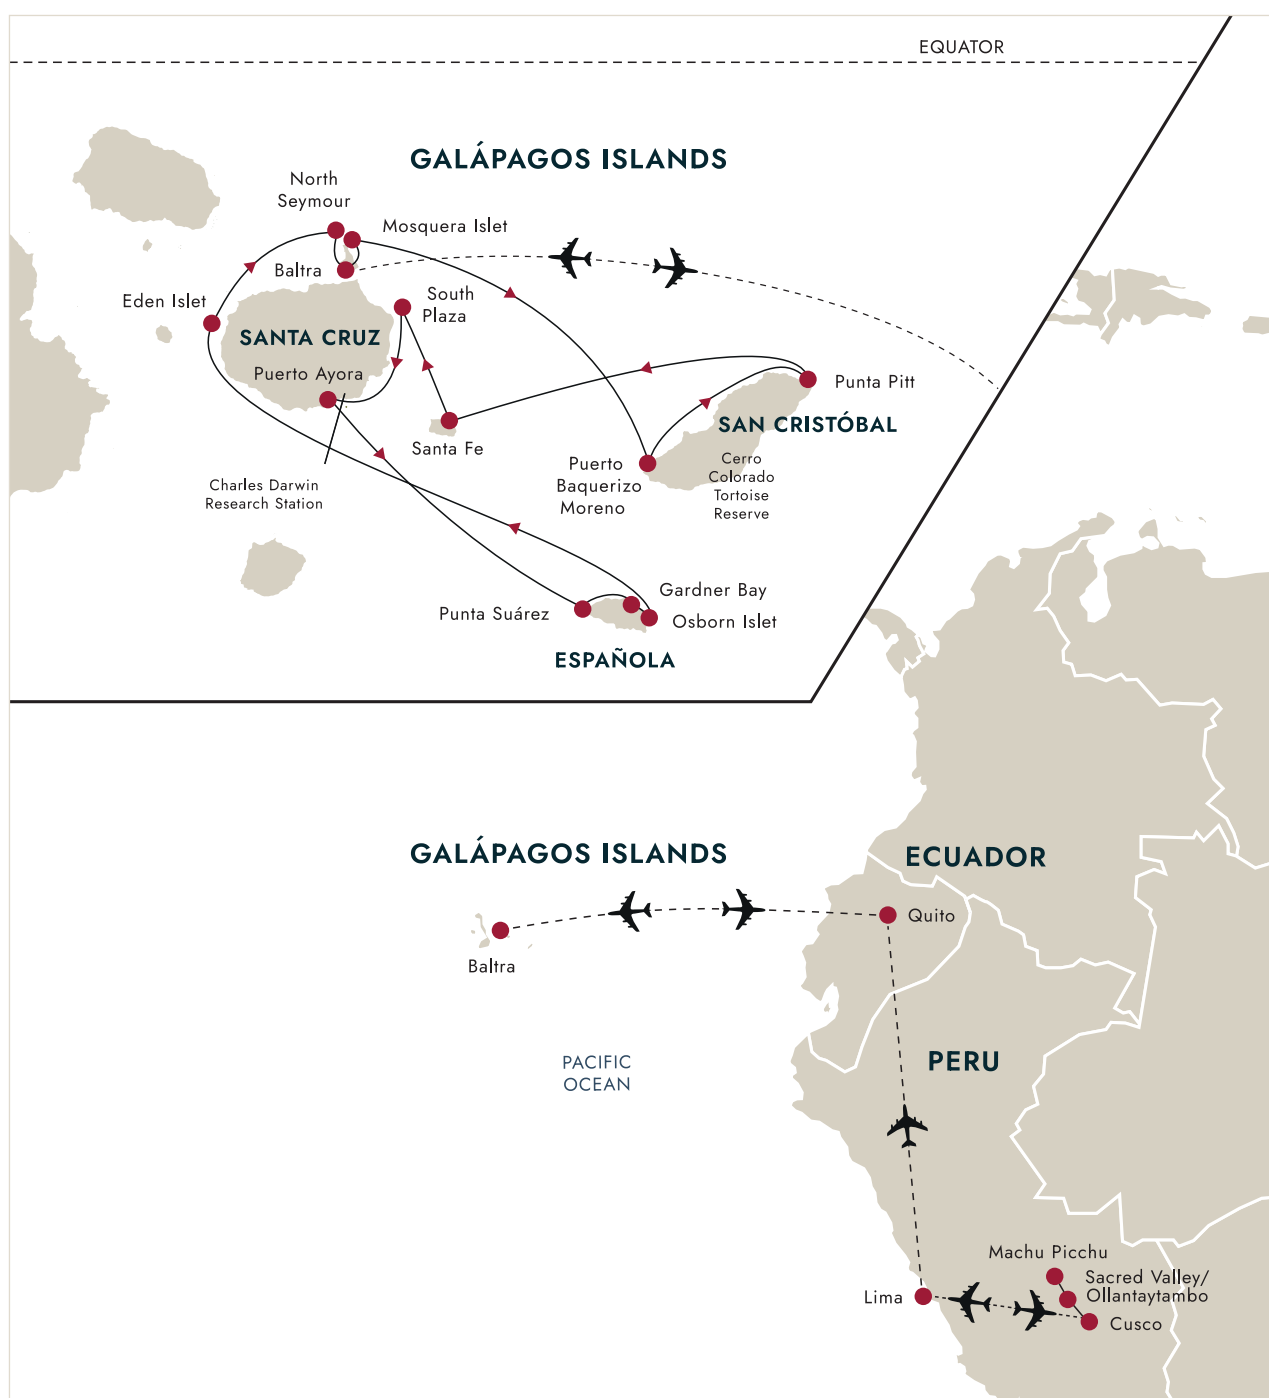 EQUATOR
GALÁPAGOS ISLANDS
North
Seymour
Mosquera Islet
Baltra
South
Plaza
Eden Islet
SANTA CRUZ
Puerto Ayora
Punta Pitt
SAN CRISTÓBAL
Santa Fe
Puerto
Baquerizo
Moreno
Cerro
Colorado
Tortoise
Reserve
Charles Darwin
Research Station
Gardner Bay
Punta Suárez
Osborn Islet
ESPAÑOLA
GALÁPAGOS ISLANDS
ECUADOR
Quito
Baltra
PACIFIC
OCEAN
PERU
Machu Picchu
Sacred Valley/
Ollantaytambo
Lima
Cusco